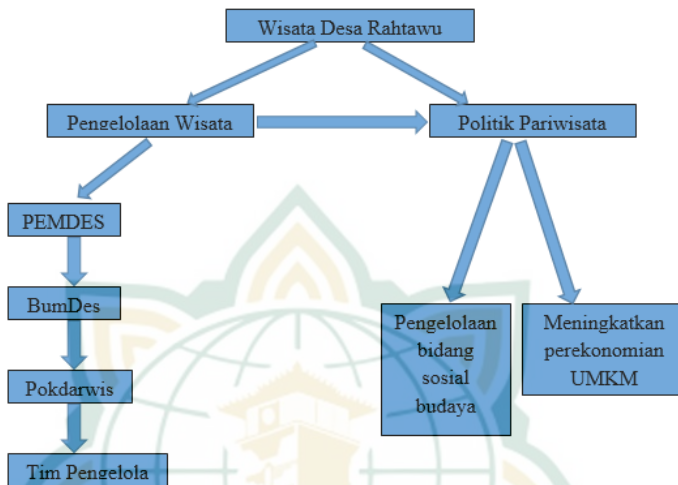 Wisata Desa Rahtawu
Pengelolaan Wisata
Politik Pariwisata
PEMDES
BumDes
Pokdarwis
Tim Pengelola
Pengelolaan
bidang
sosial
budaya
Meningkatkan
perekonomian
UMKM